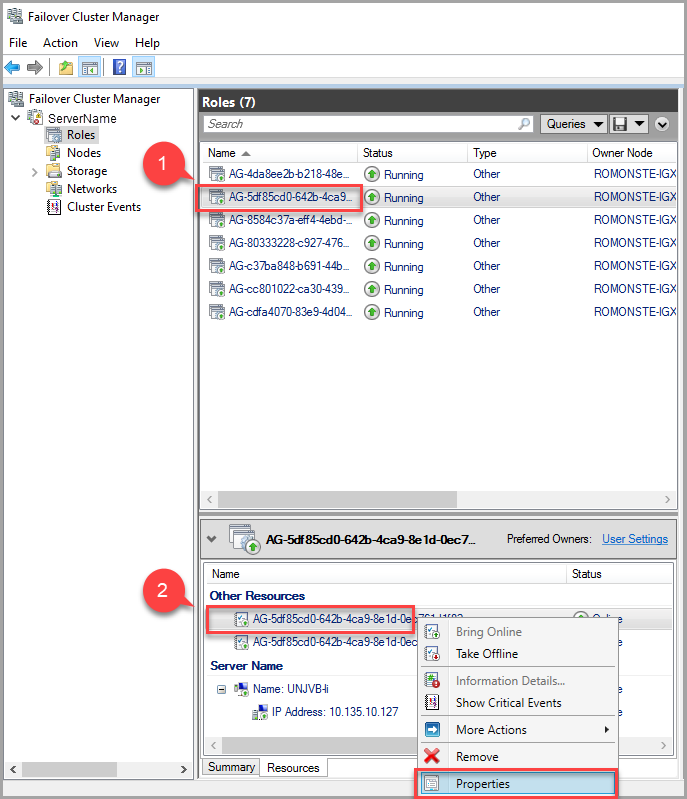 Failover Cluster Manager
File Action View Help
Failover Cluster Manager
ServerName
Roles
Nodes
Storage
Networks
Cluster Events
1
Roles (7)
Search
Queries
Name Status Type Owner Node
AG-4da8ee2b-b218-48e... Running Other ROMONSTE-IGX
AG-5df85cd0-642b-4ca9... Running Other ROMONSTE-IGX
AG-8584c37a-eff4-4ebd-... Running Other ROMONSTE-IGX
AG-80333228-c927-476... Running Other ROMONSTE-IGX
AG-c37ba848-b691-44b... Running Other ROMONSTE-IGX
AG-cc801022-ca30-439... Running Other ROMONSTE-IGX
AG-cdfa4070-83e9-4d04... Running Other ROMONSTE-IGX
AG-5df85cd0-642b-4ca9-8e1d-0ec7... Preferred Owners: User Settings
Name Status
2
Other Resources
AG-5df85cd0-642b-4ca9-8e1d-0ec761d1f83
AG-5df85cd0-642b-4ca9-8e1d-0ec
Server Name
Name: UNJVB-li
IP Address: 10.135.10.127
Bring Online
Take Offline
Information Details...
Show Critical Events
More Actions
Remove
Properties
Summary Resources